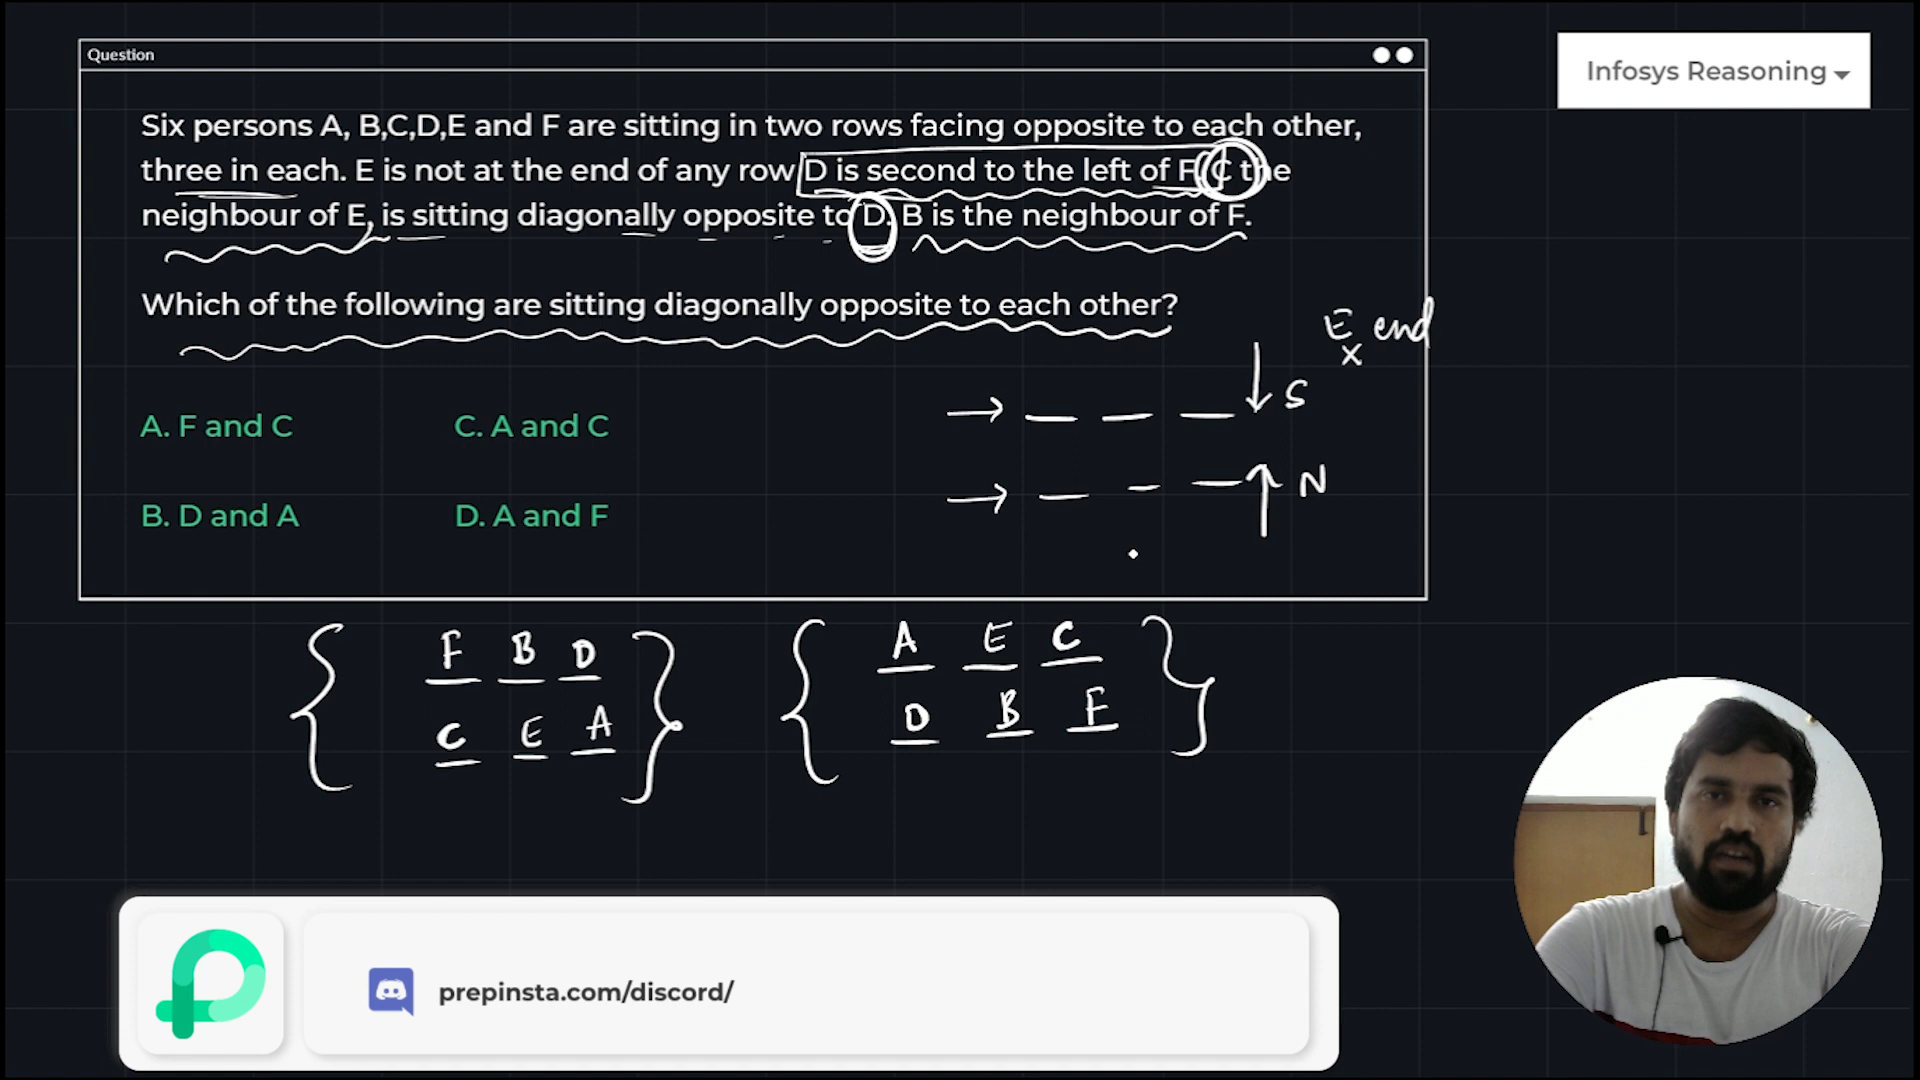 Question
Infosys Reasoning
Six persons A, B,C,D,E and F are sitting in two rows facing opposite to each other,
three in each. E is not at the end of any row D is second to the left of F C the
neighbour of E, is sitting diagonally opposite to D. B is the neighbour of F.
Which of the following are sitting diagonally opposite to each other?
E end
x
S
A. F and C
C. A and C
N
B. D and A
D. A and F
F B D
A E C
C E A
D B F
prepinsta.com/discord/